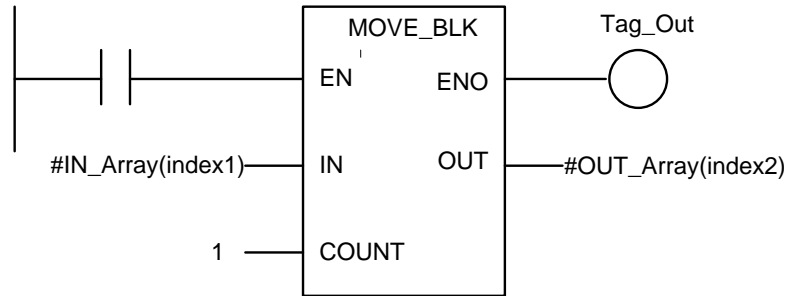 MOVE_BLK
Tag_Out
EN
ENO
#IN_Array(index1)
IN
OUT
#OUT_Array(index2)
1
COUNT